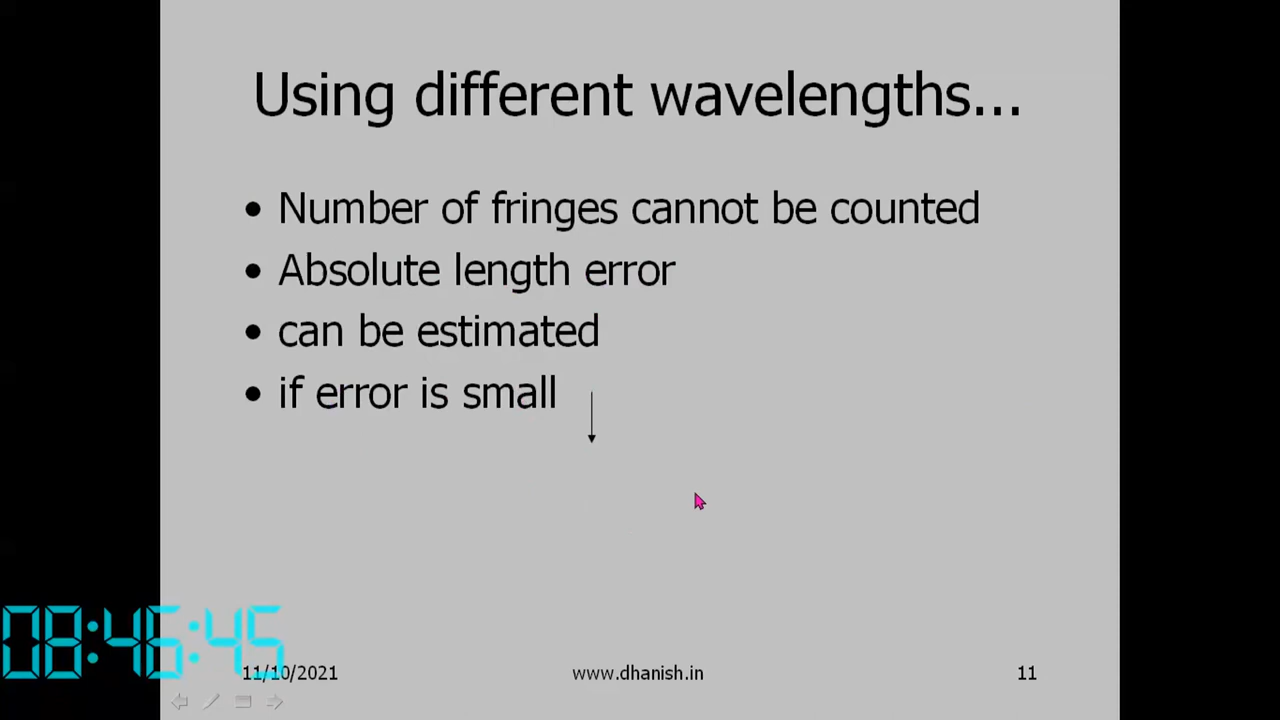 Using different wavelengths...
• Number of fringes cannot be counted
• Absolute length error
• can be estimated
• if error is small
08:46:45
11/10/2021
www.dhanish.in
11